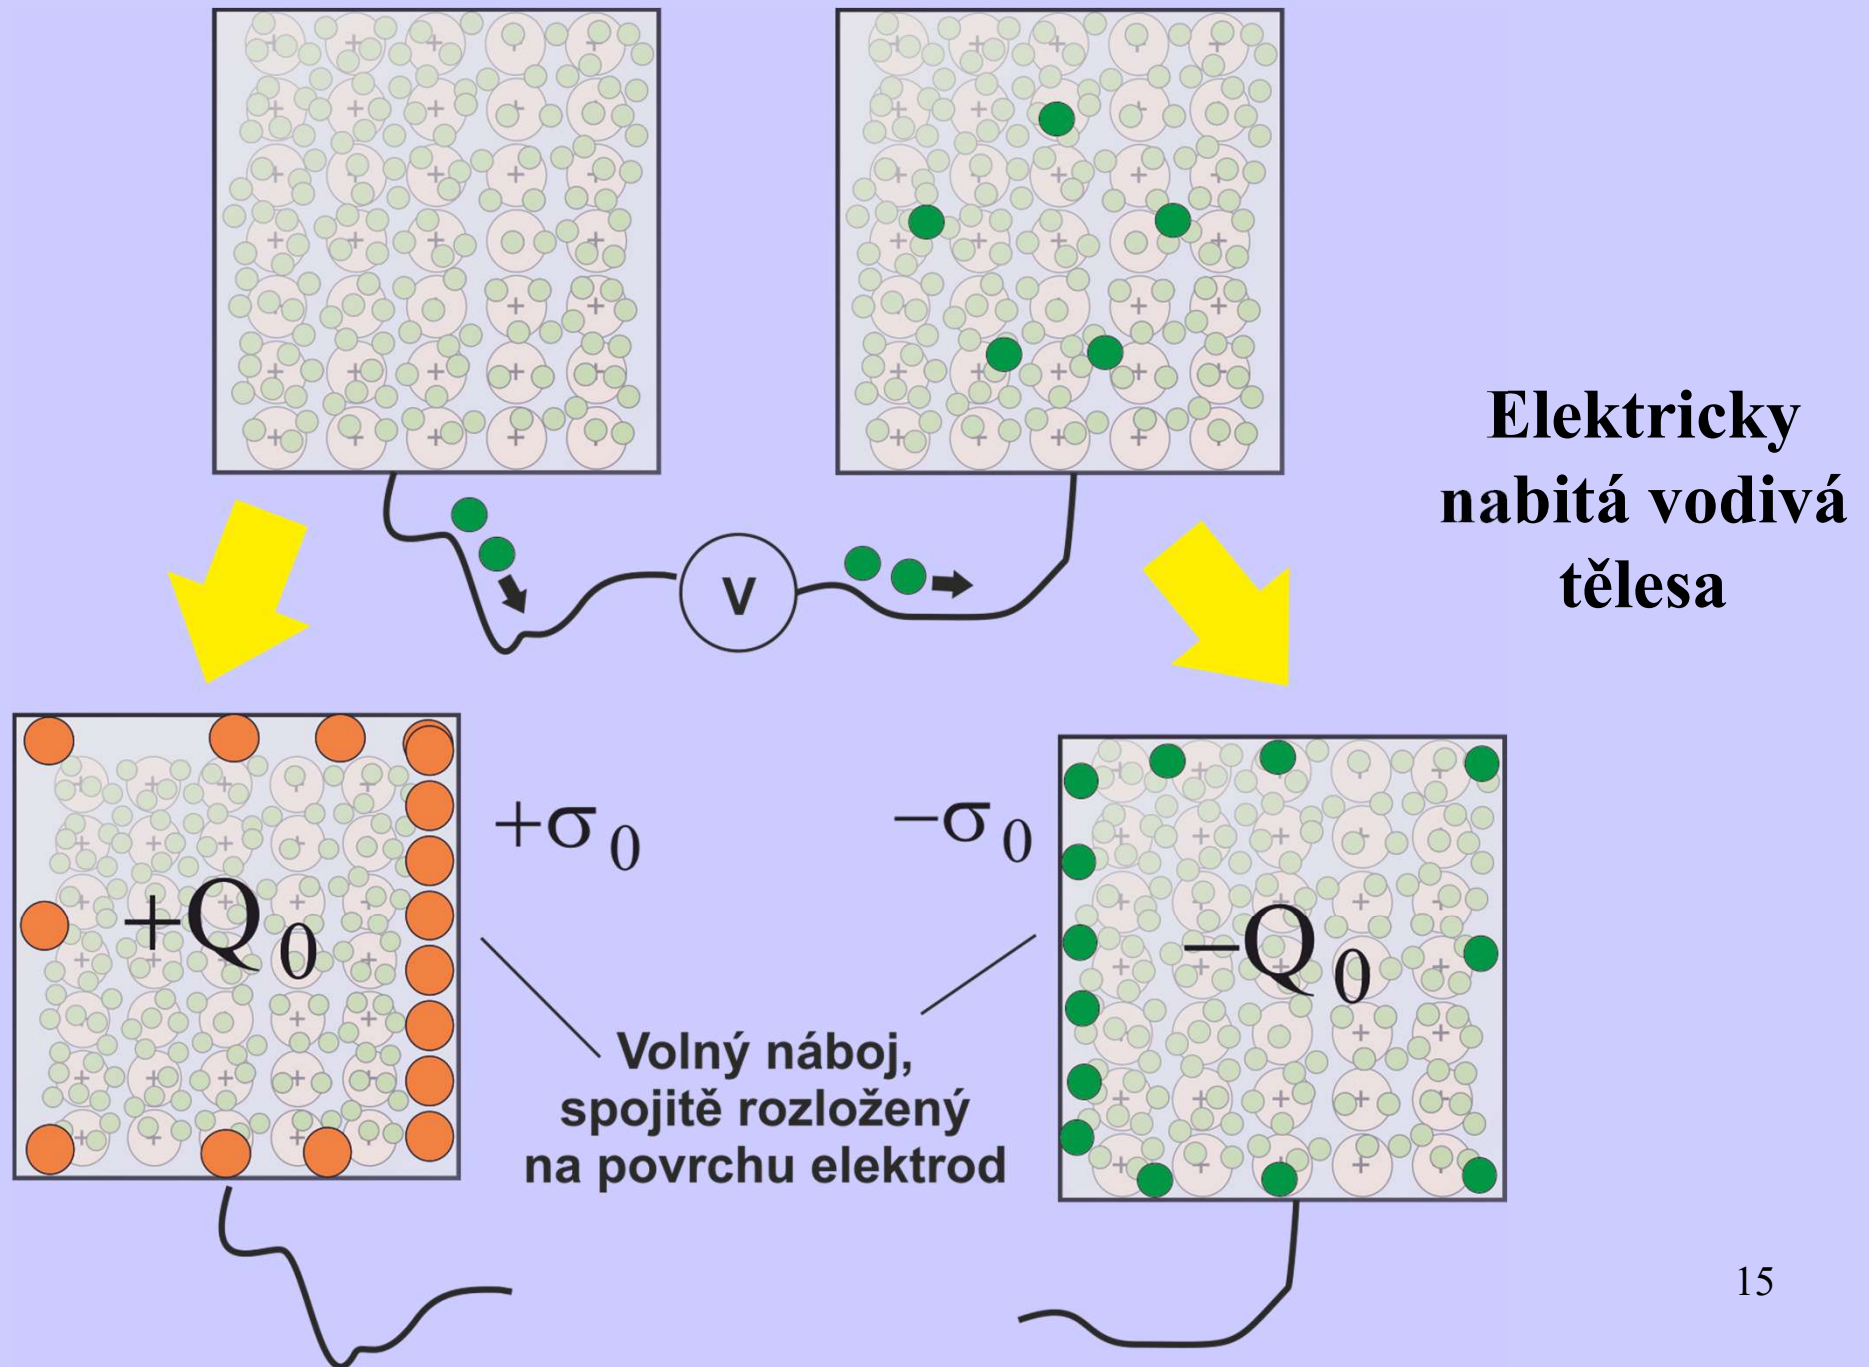 V
Elektricky
nabitá vodivá
tělesa
+σ0
−σ0
+Q0
−Q0
Volný náboj,
spojitě rozložený
na povrchu elektrod
15